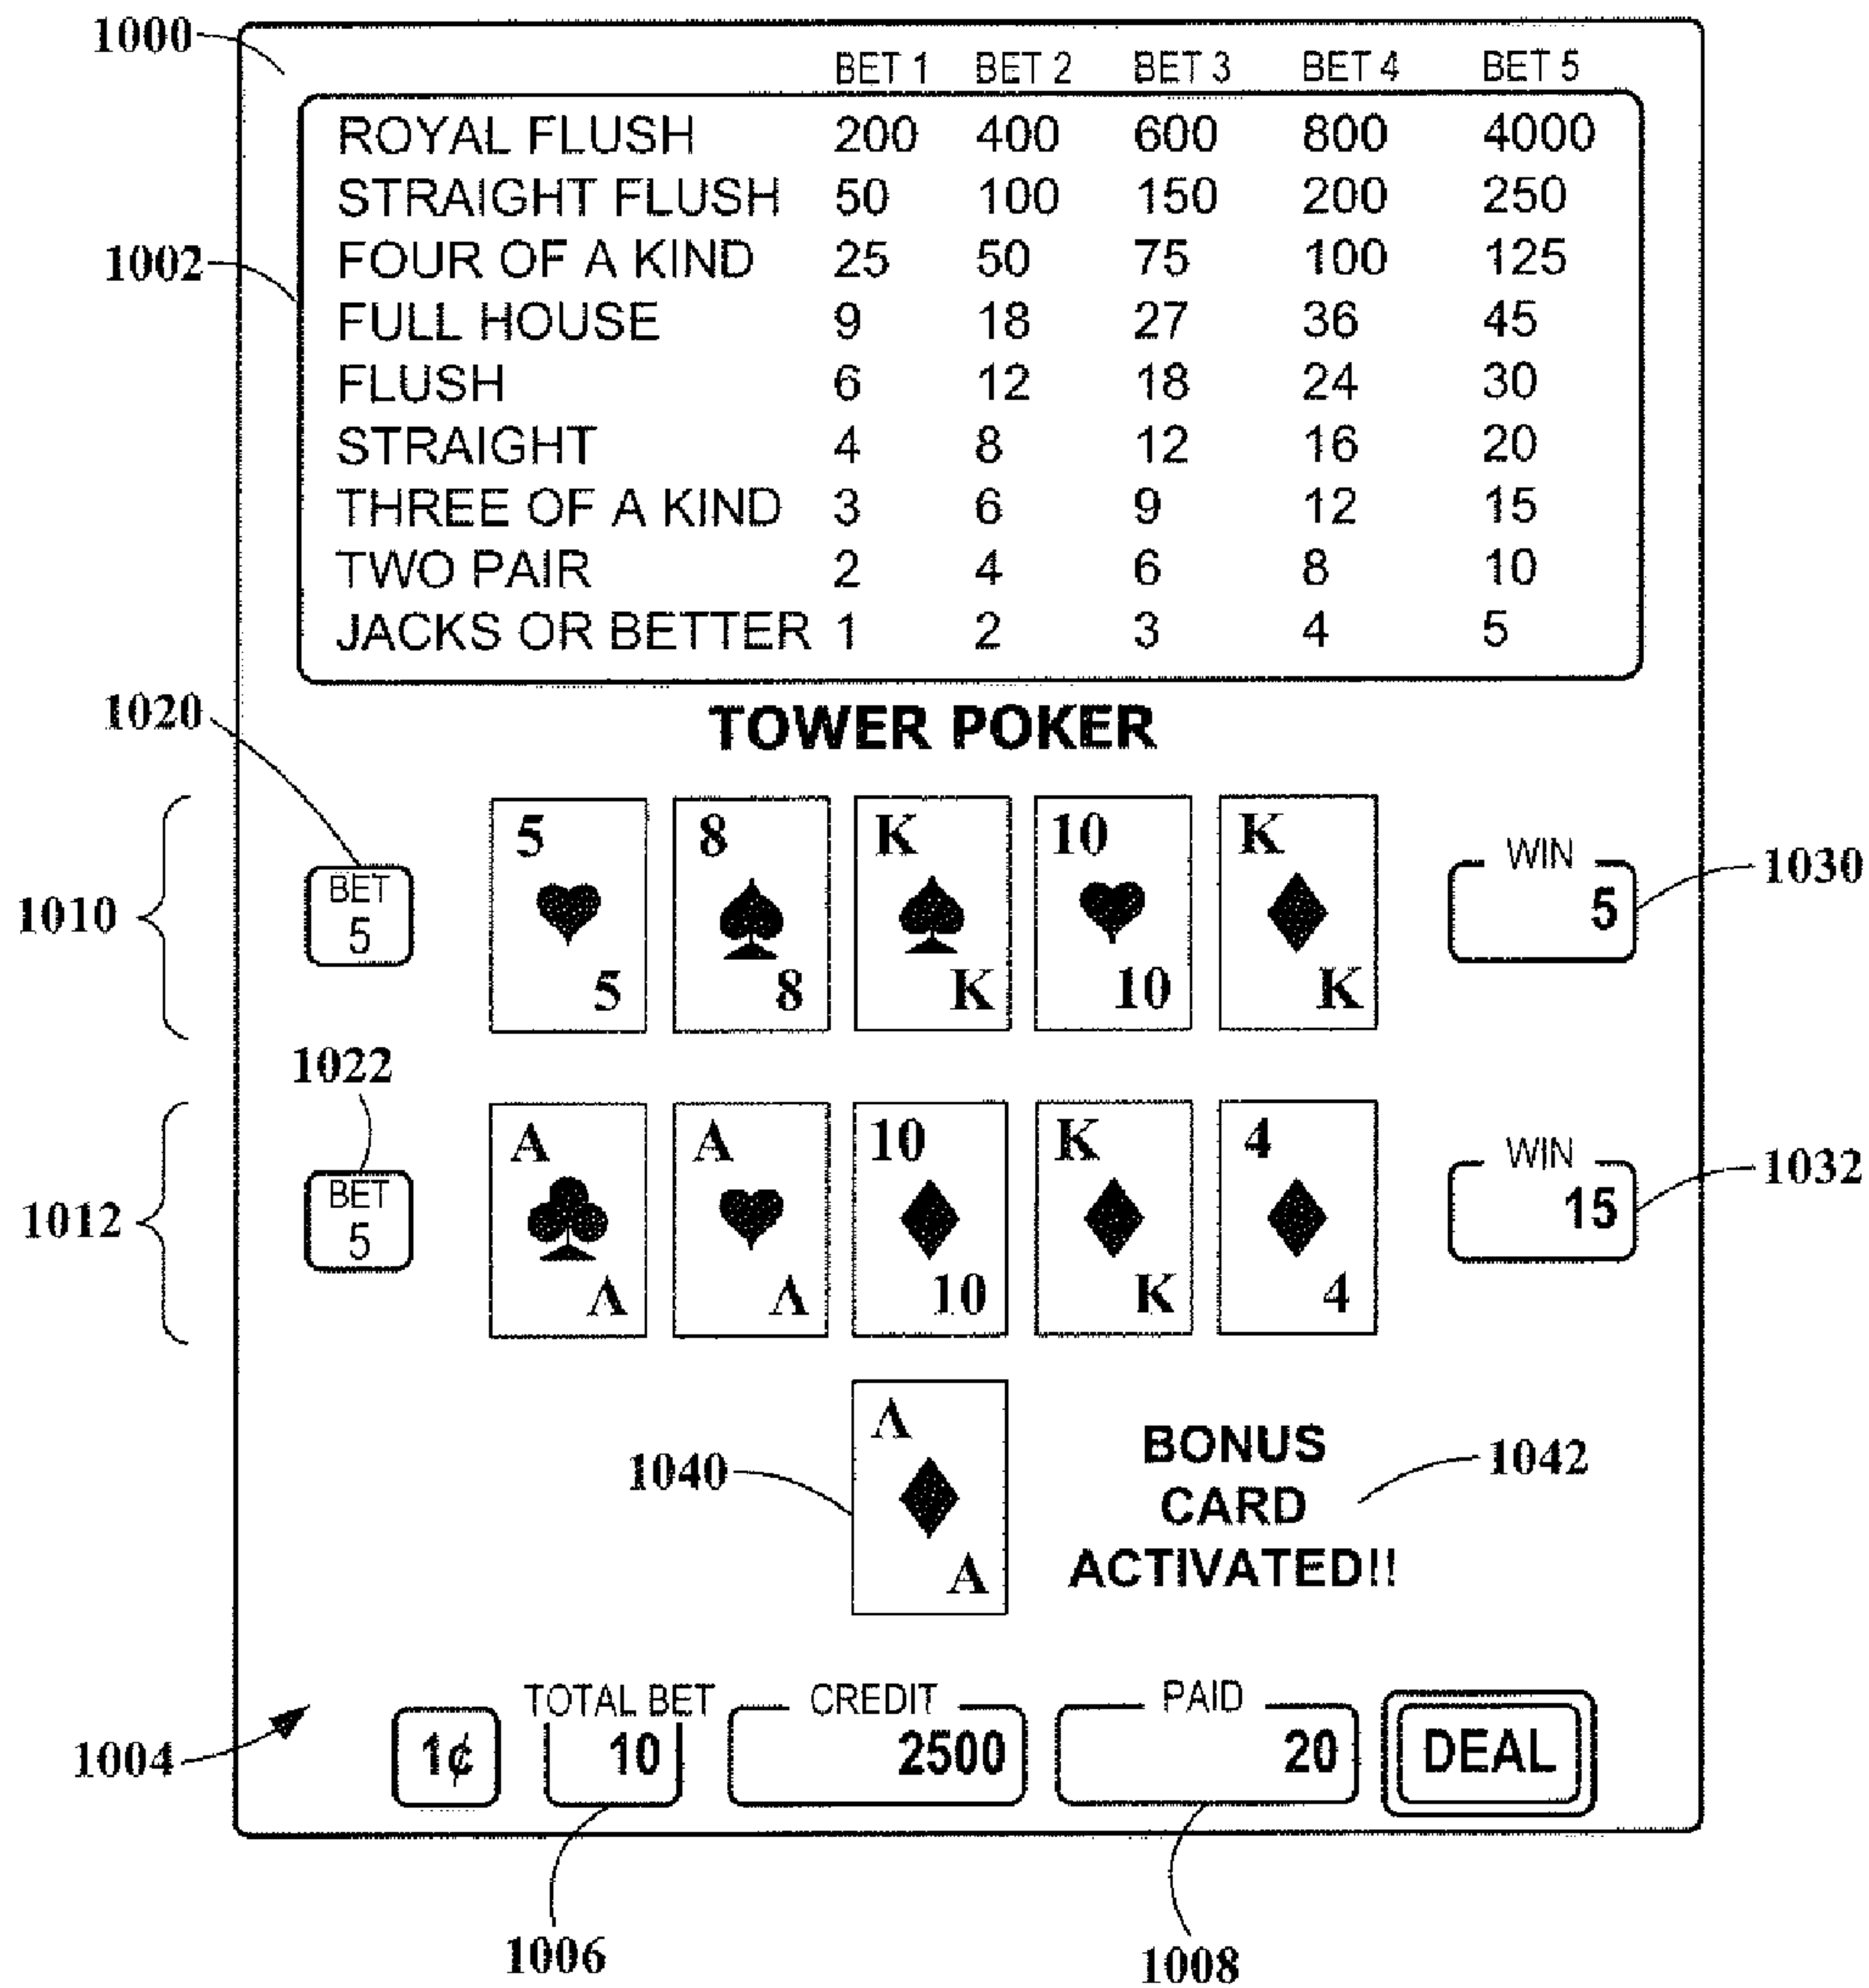 1000
BET 1 BET 2 BET 3 BET 4 BET 5
ROYAL FLUSH 200 400 600 800 4000
STRAIGHT FLUSH 50 100 150 200 250
1002
FOUR OF A KIND 25 50 75 100 125
FULL HOUSE 9 18 27 36 45
FLUSH 6 12 18 24 30
STRAIGHT 4 8 12 16 20
THREE OF A KIND 3 6 9 12 15
TWO PAIR 2 4 6 8 10
JACKS OR BETTER 1 2 3 4 5
1020
TOWER POKER
5 8 K 10 K
WIN
1030
1010
BET
5
5
5 8 K 10 K
1022
A A 10 K 4
WIN
1032
1012
BET
5
15
A A 10 K 4
A
1040
BONUS
CARD
ACTIVATED!!
1042
A
1004
TOTAL BET CREDIT PAID
1¢ 10 2500 20 DEAL
1006
1008